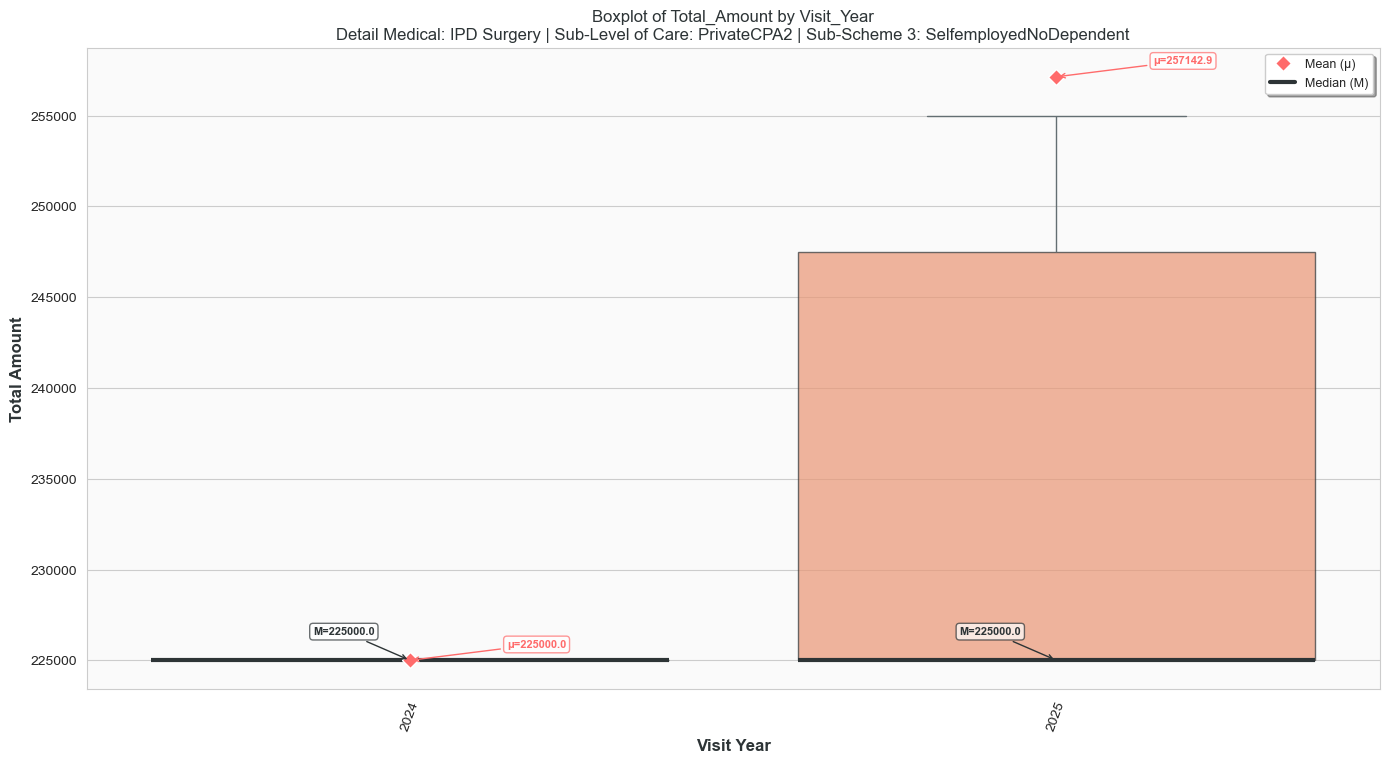 Boxplot of Total_Amount by Visit_Year
Detail Medical: IPD Surgery | Sub-Level of Care: PrivateCPA2 | Sub-Scheme 3: SelfemployedNoDependent
μ=257142.9
Mean (μ)
Median (M)
255000
250000
245000
240000
235000
230000
225000
Total Amount
M=225000.0
μ=225000.0
M=225000.0
2024
2025
Visit Year